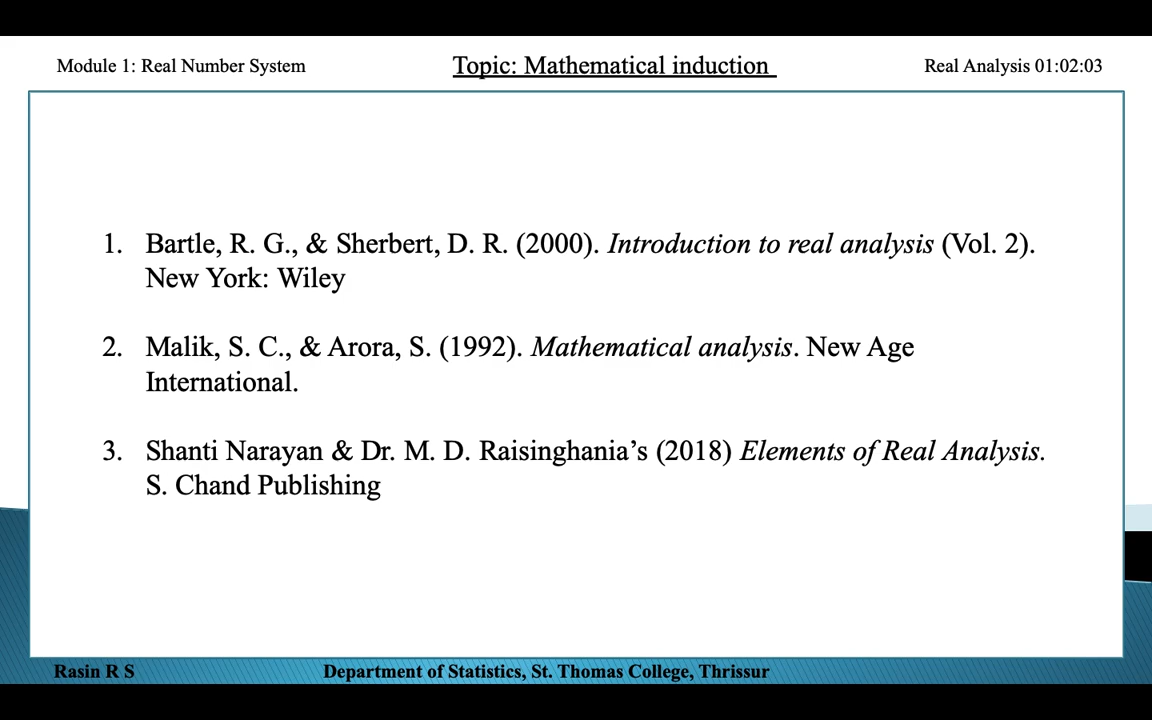 Module 1: Real Number System
Topic: Mathematical induction
Real Analysis 01:02:03
1. Bartle, R. G., & Sherbert, D. R. (2000). Introduction to real analysis (Vol. 2).
New York: Wiley
2. Malik, S. C., & Arora, S. (1992). Mathematical analysis. New Age
International.
3. Shanti Narayan & Dr. M. D. Raisinghania’s (2018) Elements of Real Analysis.
S. Chand Publishing
Rasin R S
Department of Statistics, St. Thomas College, Thrissur